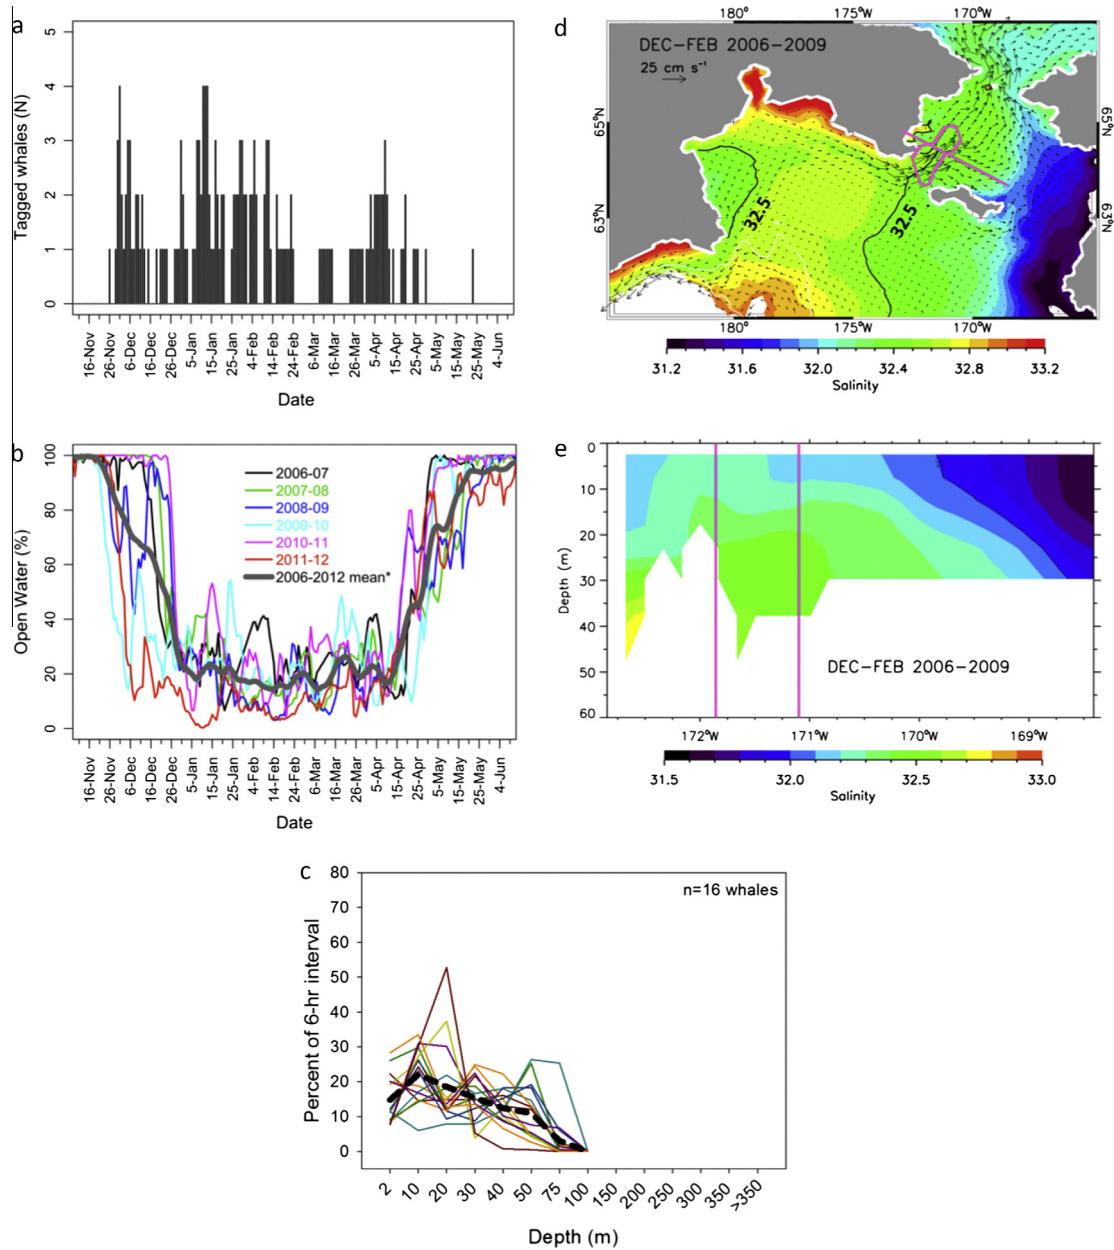 a
5
4
3
2
1
0
Tagged whales (N)
16-Nov
26-Nov
6-Dec
16-Dec
26-Dec
5-Jan
15-Jan
25-Jan
4-Feb
14-Feb
24-Feb
6-Mar
16-Mar
26-Mar
5-Apr
15-Apr
25-Apr
5-May
15-May
25-May
4-Jun
Date
d
180° 175°W 170°W
DEC-FEB 2006-2009
25 cm s⁻¹
65°N
63°N
65°N
63°N
32.5
32.5
180° 175°W 170°W
31.2 31.6 32.0 32.4 32.8 33.2
Salinity
b
100
80
60
40
20
0
Open Water (%)
2006-07
2007-08
2008-09
2009-10
2010-11
2011-12
2006-2012 mean*
16-Nov
26-Nov
6-Dec
16-Dec
26-Dec
5-Jan
15-Jan
25-Jan
4-Feb
14-Feb
24-Feb
6-Mar
16-Mar
26-Mar
5-Apr
15-Apr
25-Apr
5-May
15-May
25-May
4-Jun
Date
e
0
10
20
30
40
50
60
Depth (m)
DEC-FEB 2006-2009
172°W 171°W 170°W 169°W
31.5 32.0 32.5 33.0
Salinity
c
80
70
60
50
40
30
20
10
0
Percent of 6-hr interval
n=16 whales
2 10 20 30 40 50 75 100 150 200 250 300 350 >350
Depth (m)